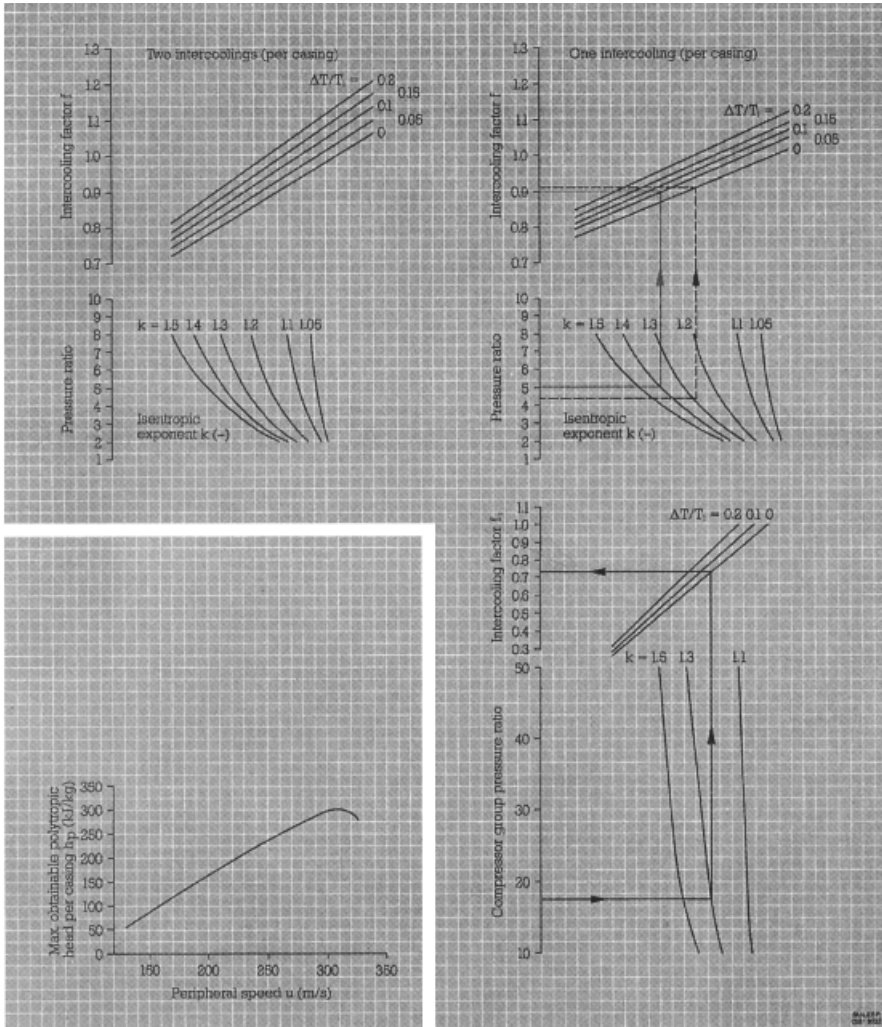 Two intercoolings (per casing)
Intercooling factor f
1.3
1.2
1.1
1.0
0.9
0.8
0.7
ΔT/T₁ = 0.2
0.15
0.1
0.05
0
Pressure ratio
10
9
8
7
6
5
4
3
2
1
k = 1.5 1.4 1.3 1.2 1.1 1.05
Isentropic
exponent k (–)
One intercooling (per casing)
Intercooling factor f
1.3
1.2
1.1
1.0
0.9
0.8
0.7
ΔT/T₁ = 0.2
0.15
0.1
0.05
0
Pressure ratio
10
9
8
7
6
5
4
3
2
1
k = 1.5 1.4 1.3 1.2 1.1 1.05
Isentropic
exponent k (–)
Intercooling factor f₁
1.1
1.0
0.9
0.8
0.7
0.6
0.5
0.4
0.3
ΔT/T₁ = 0.2 0.1 0
Compressor group pressure ratio
50
40
30
20
10
k = 1.5 1.3 1.1
Max. obtainable polytropic
head per casing hp (kJ/kg)
350
300
250
200
150
100
50
0
150 200 250 300 350
Peripheral speed u (m/s)